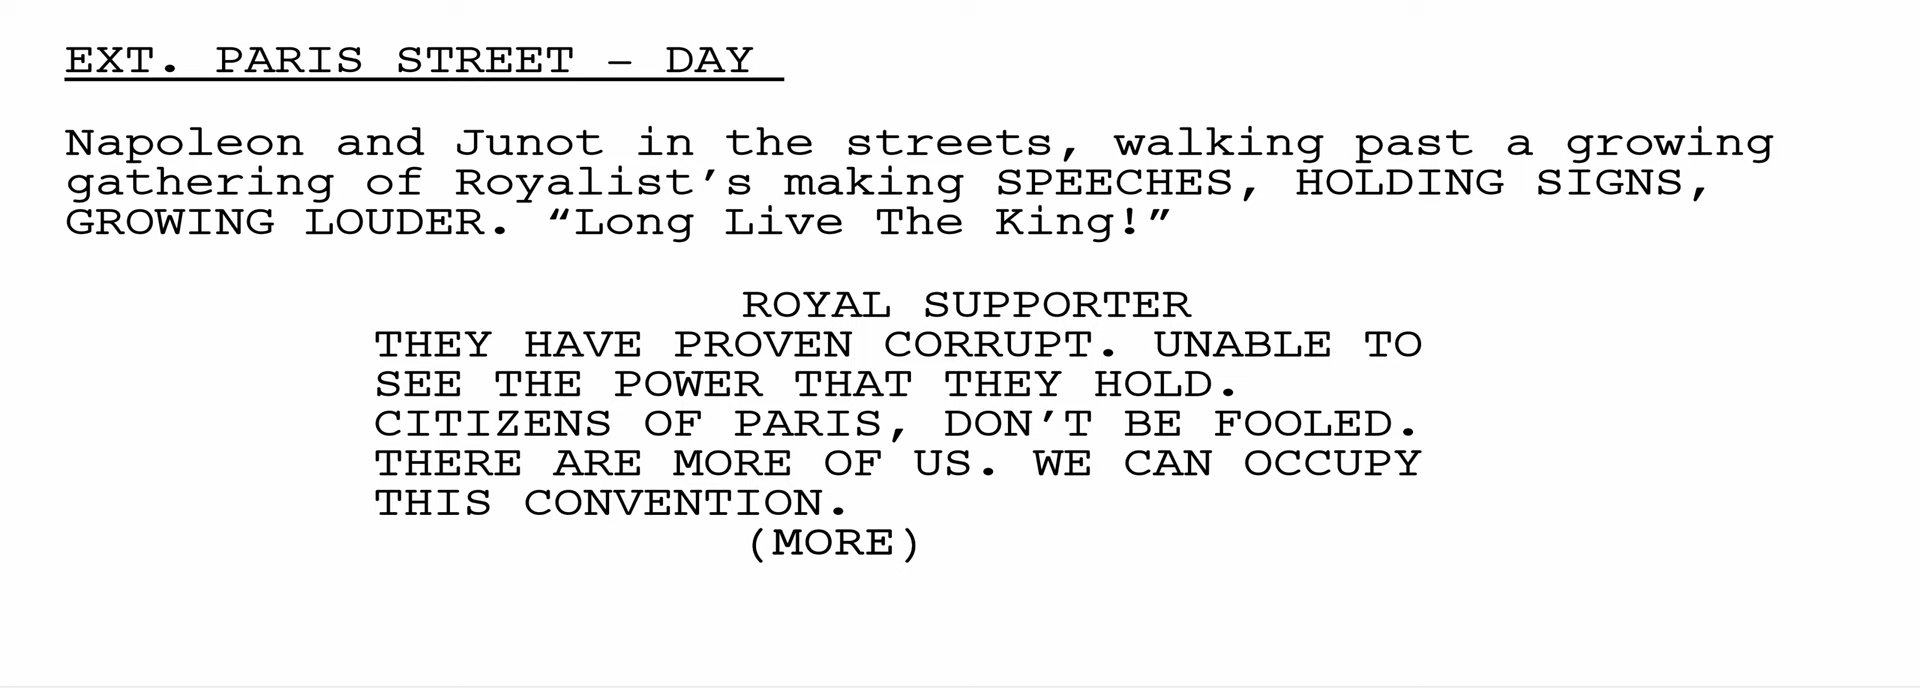 EXT. PARIS STREET – DAY
Napoleon and Junot in the streets, walking past a growing
gathering of Royalist’s making SPEECHES, HOLDING SIGNS,
GROWING LOUDER. “Long Live The King!”
ROYAL SUPPORTER
THEY HAVE PROVEN CORRUPT. UNABLE TO
SEE THE POWER THAT THEY HOLD.
CITIZENS OF PARIS, DON’T BE FOOLED.
THERE ARE MORE OF US. WE CAN OCCUPY
THIS CONVENTION.
(MORE)